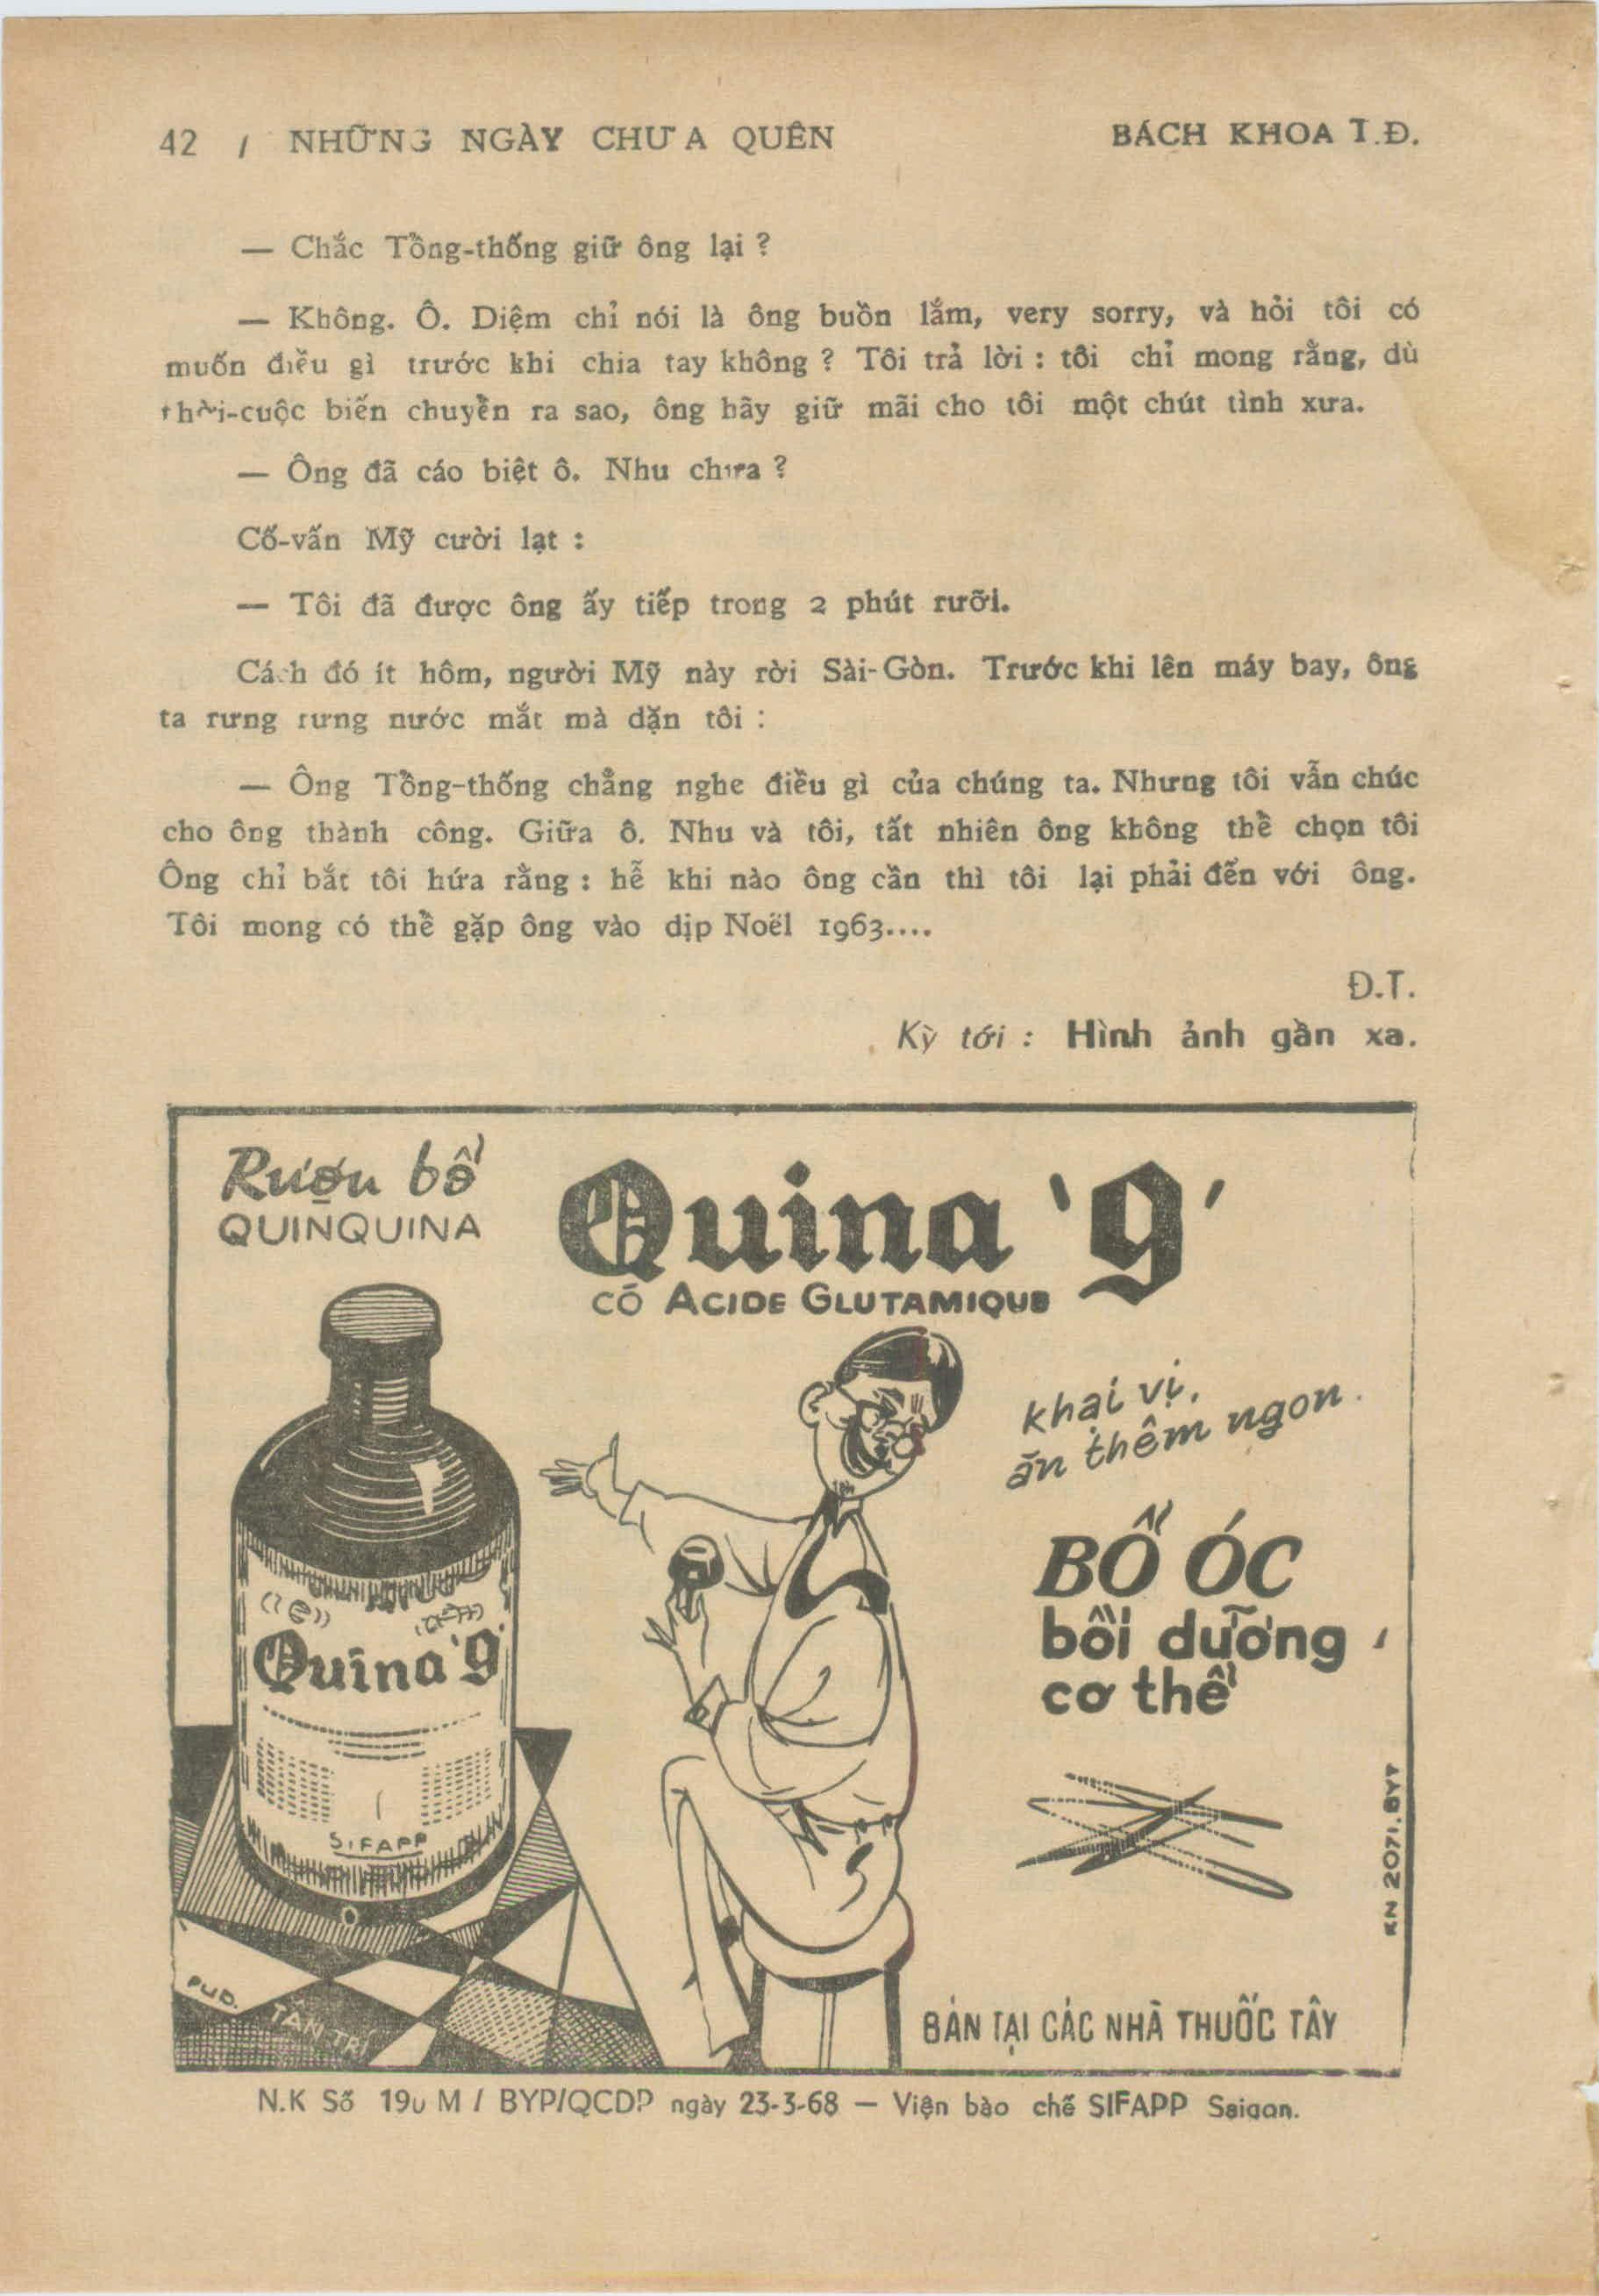 42 / NHỮNG NGÀY CHƯA QUÊN
BÁCH KHOA T.Đ.
— Chắc Tổng-thống giữ ông lại ?
— Không. Ô. Diệm chỉ nói là ông buồn lắm, very sorry, và hỏi tôi có
muốn điều gì trước khi chia tay không ? Tôi trả lời : tôi chỉ mong rằng, dù
thời-cuộc biến chuyển ra sao, ông hãy giữ mãi cho tôi một chút tình xưa.
— Ông đã cáo biệt ô. Nhu chưa ?
Cố-vấn Mỹ cười lạt :
— Tôi đã được ông ấy tiếp trong 2 phút rưỡi.
Cách đó ít hôm, người Mỹ này rời Sài-Gòn. Trước khi lên máy bay, ông
ta rưng rưng nước mắt mà dặn tôi :
— Ông Tổng-thống chẳng nghe điều gì của chúng ta. Nhưng tôi vẫn chúc
cho ông thành công. Giữa ô. Nhu và tôi, tất nhiên ông không thể chọn tôi
Ông chỉ bắt tôi hứa rằng : hễ khi nào ông cần thì tôi lại phải đến với ông.
Tôi mong có thể gặp ông vào dịp Noël 1963....
Đ.T.
Kỳ tới : Hình ảnh gần xa.
Rượu bổ
QUINQUINA
Quina 'g'
CÓ ACIDE GLUTAMIQUE
khai vị,
ăn thêm ngon.
BỔ ÓC
bồi dưỡng
cơ thể
Quina 'g'
SIFAPP
KN 2071.BYT
PUB.
TÂN TRÍ
BÁN TẠI CÁC NHÀ THUỐC TÂY
N.K Số 190 M / BYP/QCDP ngày 23-3-68 — Viện bào chế SIFAPP Saigon.